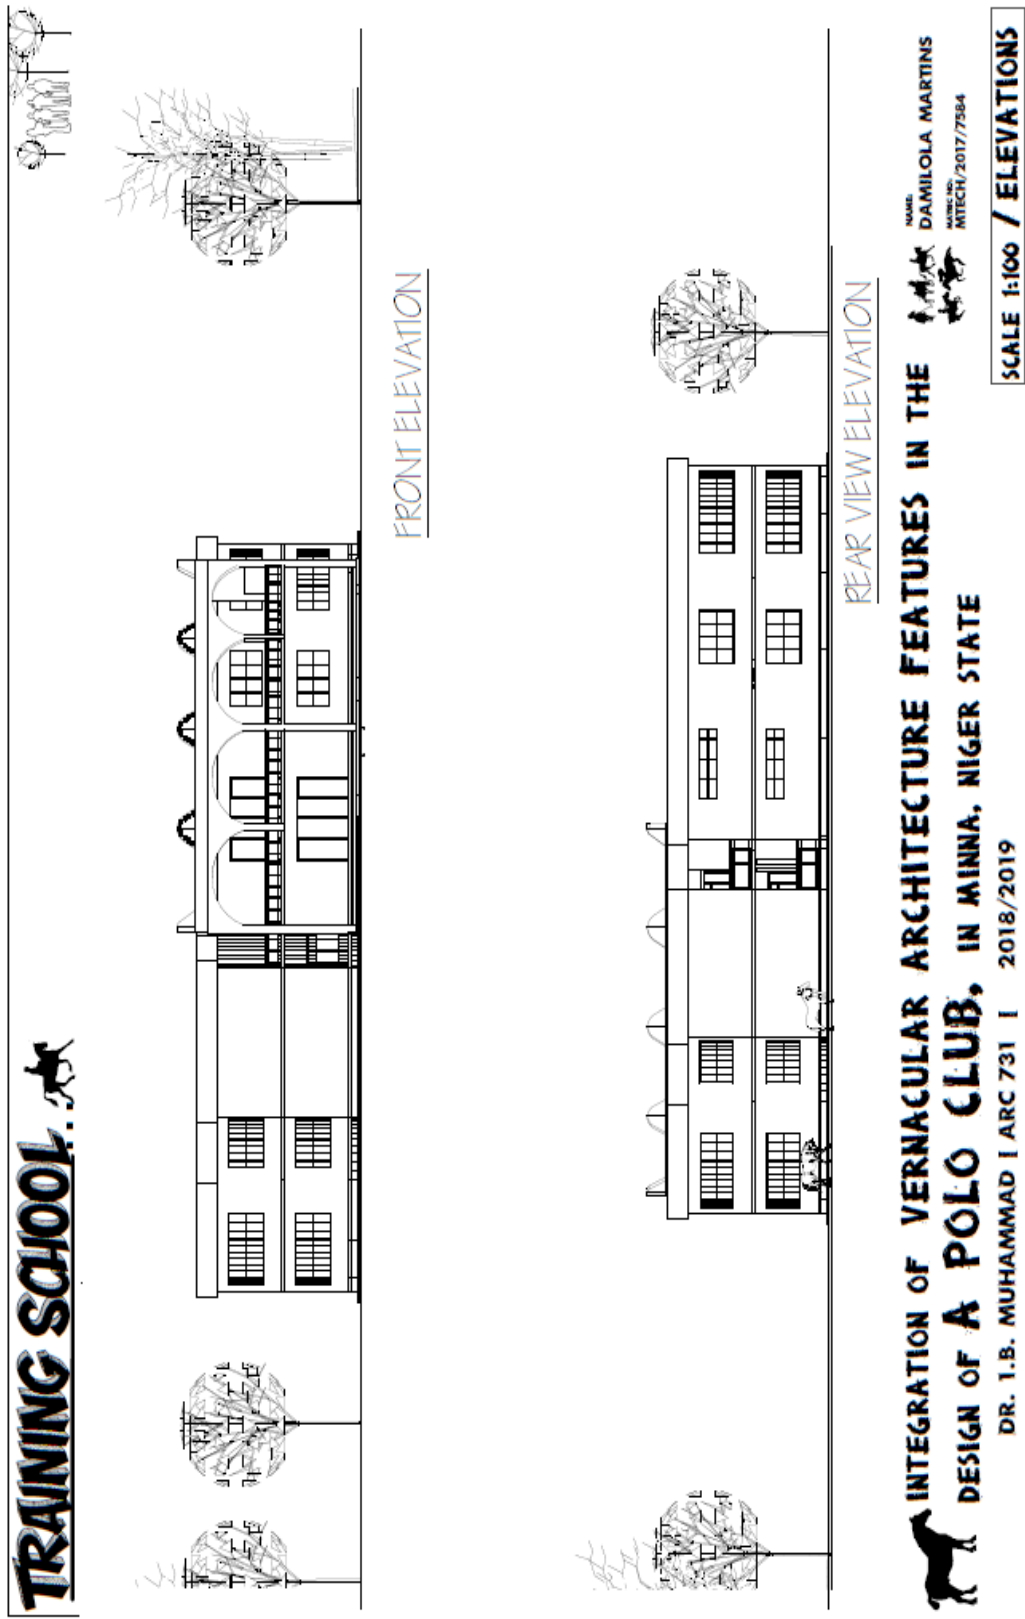 TRAINING SCHOOL...
FRONT ELEVATION
REAR VIEW ELEVATION
INTEGRATION OF VERNACULAR ARCHITECTURE FEATURES IN THE
DESIGN OF A POLO CLUB, IN MINNA, NIGER STATE
DR. I.B. MUHAMMAD | ARC 731 | 2018/2019
NAME:
DAMILOLA MARTINS
MATRIC NO:
MTECH/2017/7584
SCALE 1:100 / ELEVATIONS